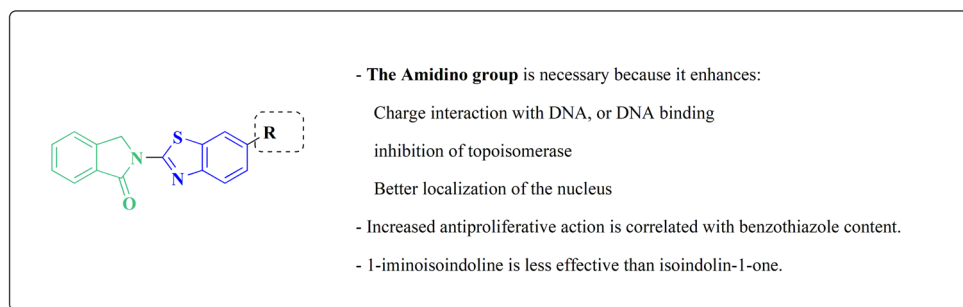 - The Amidino group is necessary because it enhances:
Charge interaction with DNA, or DNA binding
inhibition of topoisomerase
Better localization of the nucleus
- Increased antiproliferative action is correlated with benzothiazole content.
- 1-iminoisoindoline is less effective than isoindolin-1-one.
S
R
N
N
O